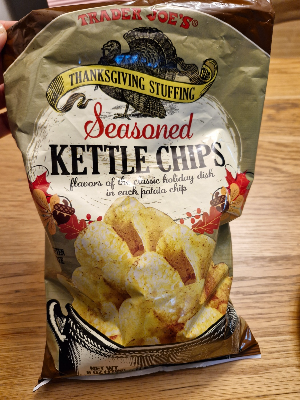 TRADER JOE'S®
THANKSGIVING STUFFING
Seasoned
KETTLE CHIPS
flavors of the classic holiday dish
in each potato chip
NET WT.